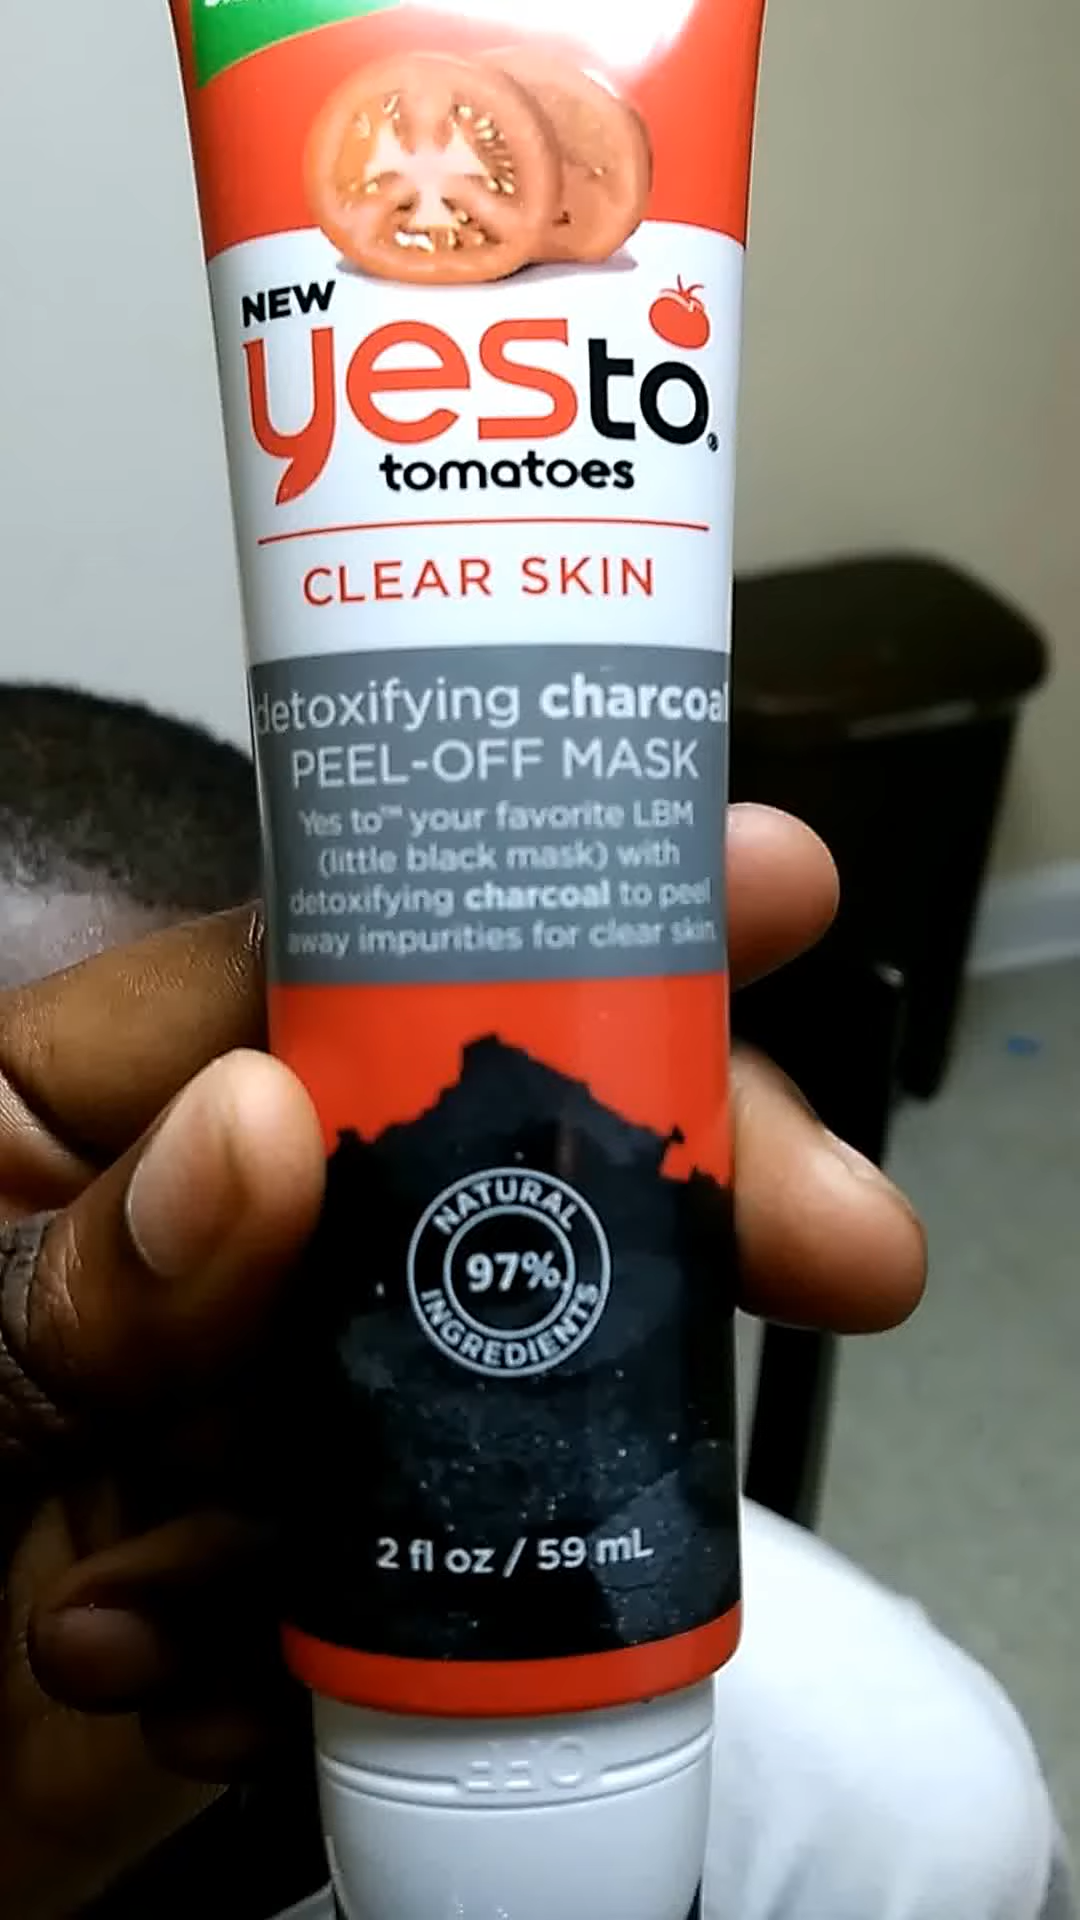 NEW
yes to®
tomatoes
CLEAR SKIN
detoxifying charcoal
PEEL-OFF MASK
Yes to™ your favorite LBM
(little black mask) with
detoxifying charcoal to peel
away impurities for clear skin.
NATURAL
97%
INGREDIENTS
2 fl oz / 59 mL
OFF